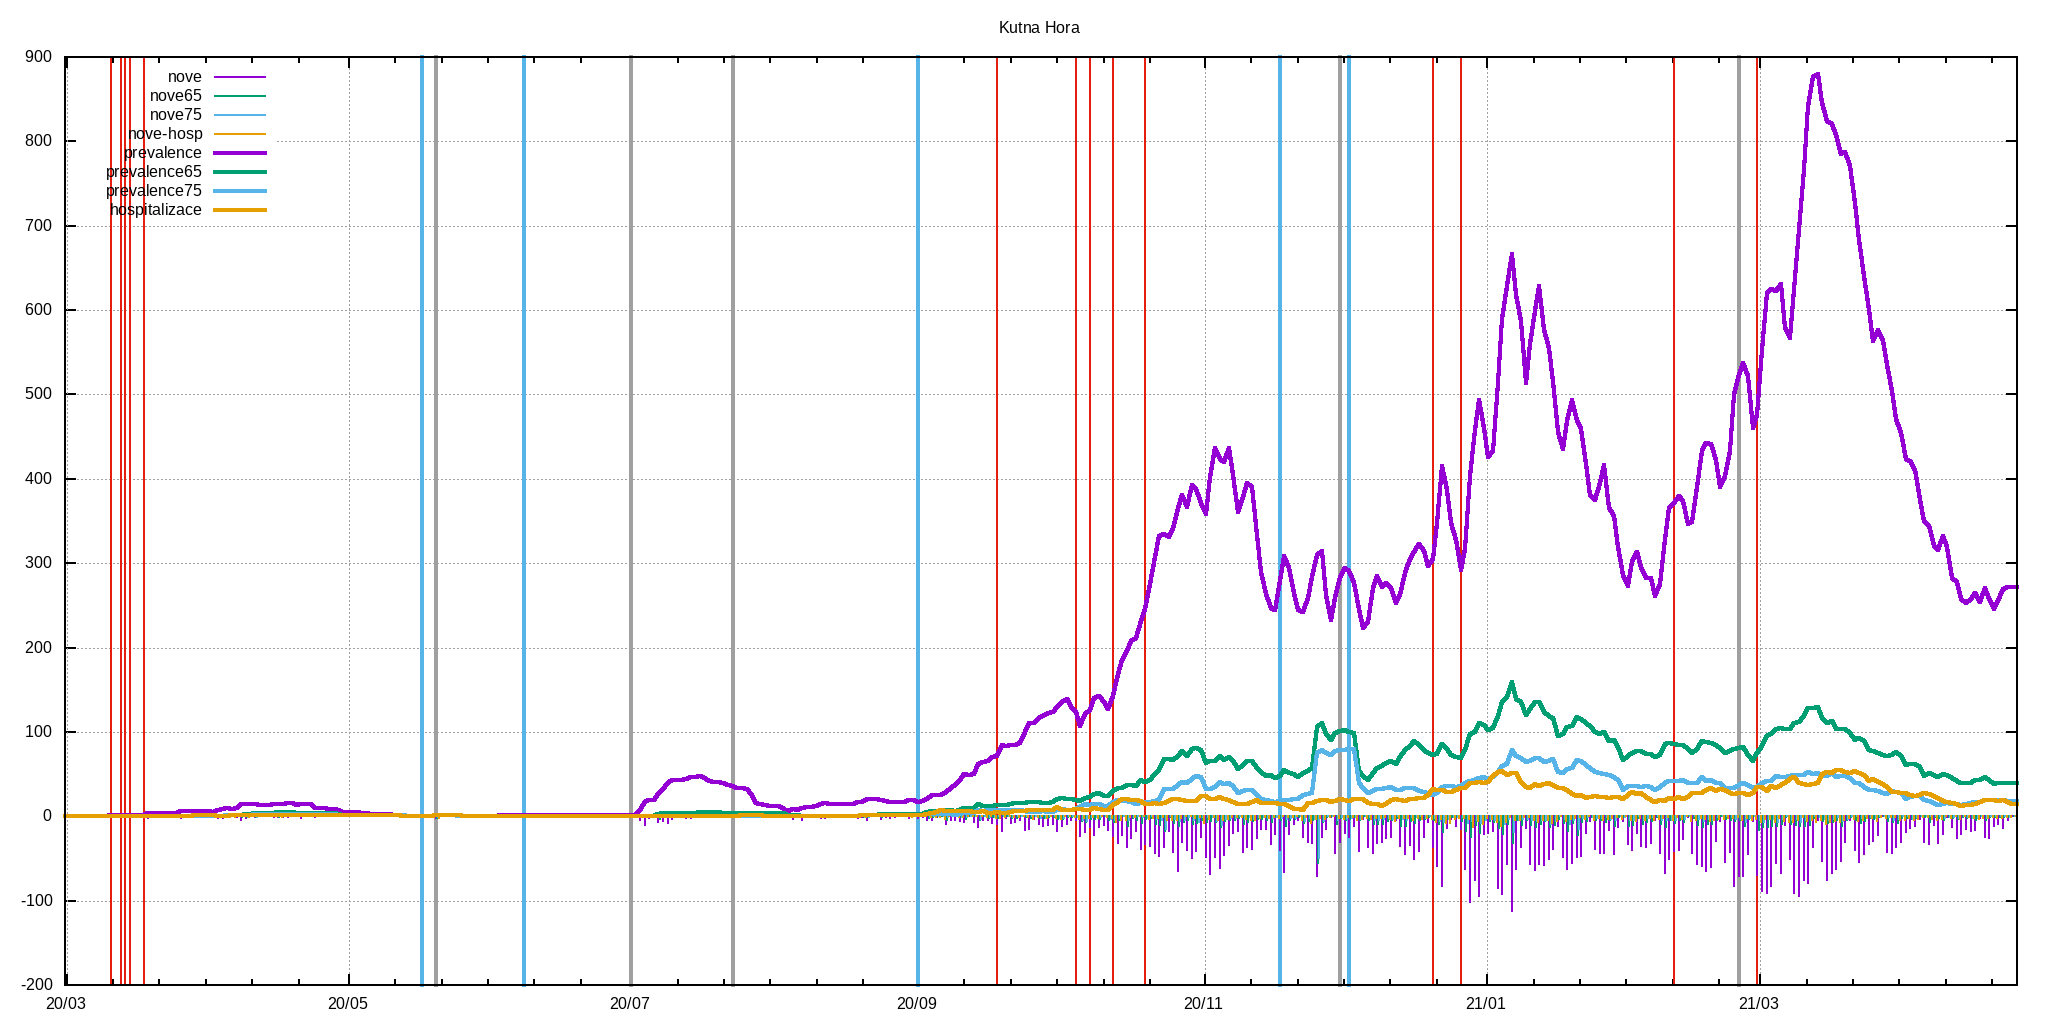 Kutna Hora
900
800
700
600
500
400
300
200
100
0
-100
-200
nove
nove65
nove75
nove-hosp
prevalence
prevalence65
prevalence75
hospitalizace
20/03 20/05 20/07 20/09 20/11 21/01 21/03